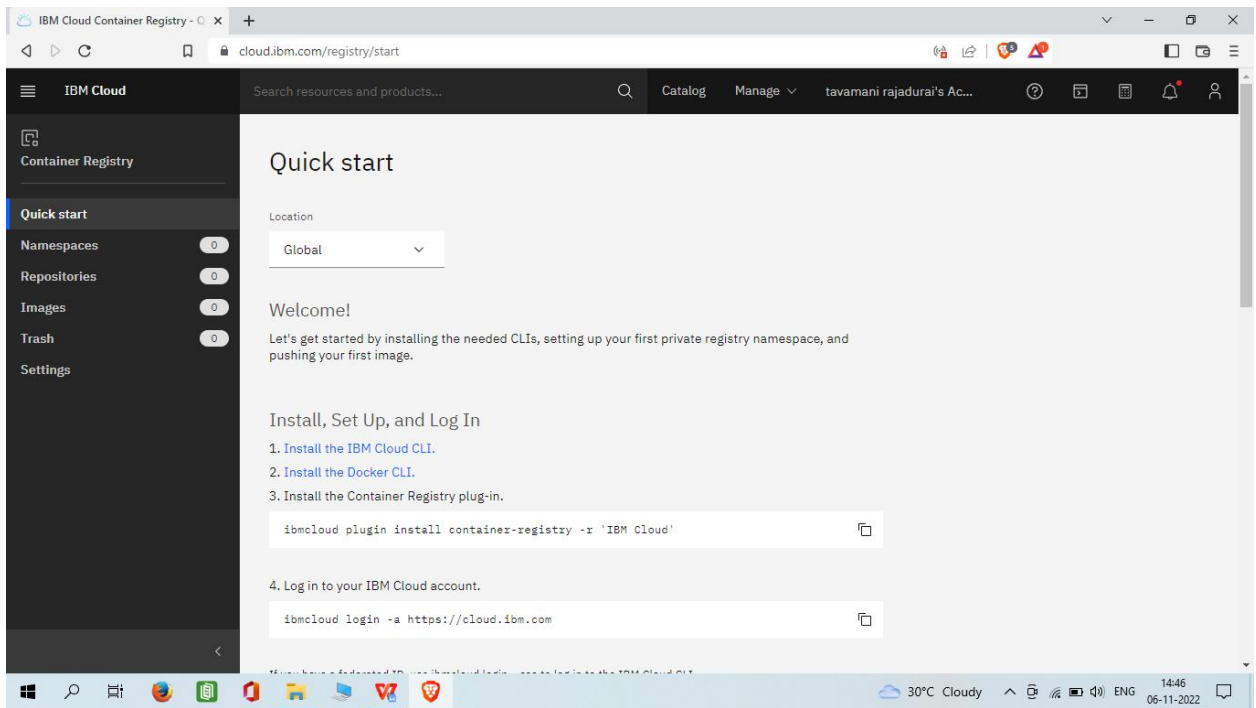 IBM Cloud Container Registry - Q
cloud.ibm.com/registry/start
IBM Cloud
Search resources and products...
Catalog
Manage
tavamani rajadurai's Ac...
Container Registry
Quick start
Namespaces 0
Repositories 0
Images 0
Trash 0
Settings
Quick start
Location
Global
Welcome!
Let's get started by installing the needed CLIs, setting up your first private registry namespace, and
pushing your first image.
Install, Set Up, and Log In
1. Install the IBM Cloud CLI.
2. Install the Docker CLI.
3. Install the Container Registry plug-in.
ibmcloud plugin install container-registry -r 'IBM Cloud'
4. Log in to your IBM Cloud account.
ibmcloud login -a https://cloud.ibm.com
30°C Cloudy
ENG
14:46
06-11-2022